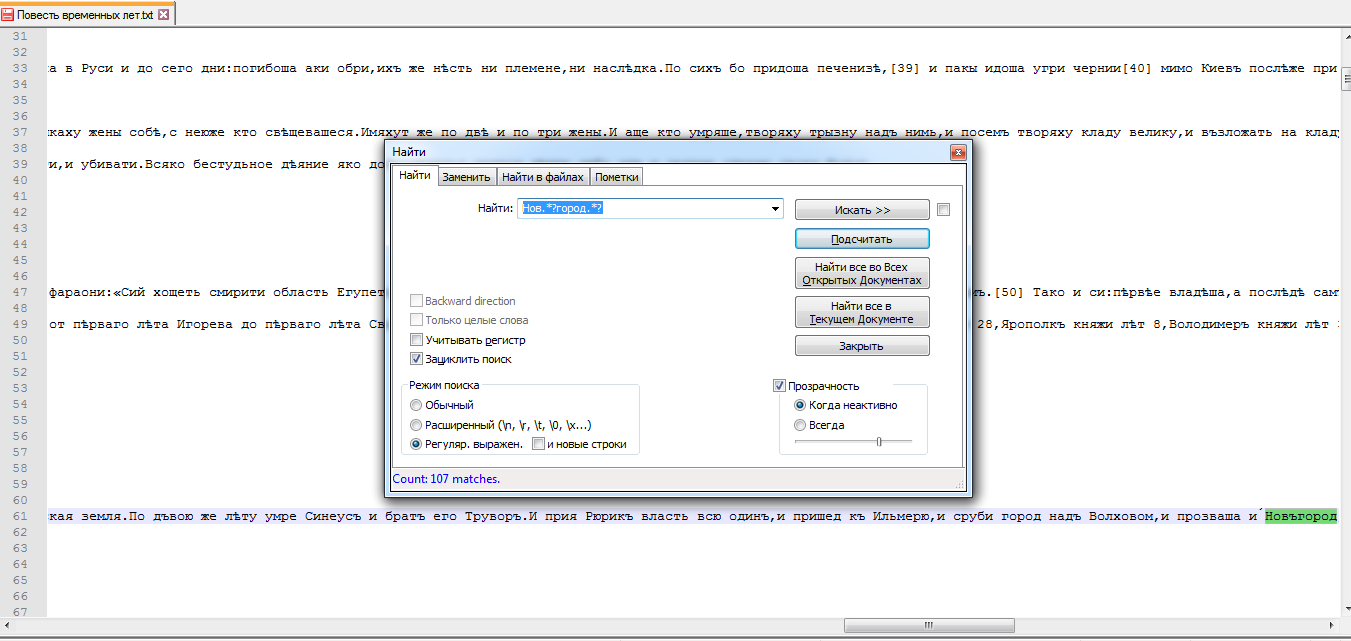 Повесть временных лет.txt
31
32
33 ка в Руси и до сего дни:погибоша аки обри,ихъ же нѣсть ни племене,ни наслѣдка.По сихъ бо придоша печенизѣ,[39] и пакы идоша угри чернии[40] мимо Киевъ послѣже при
34
35
36
37 каху жены собѣ,с неюже кто свѣщевашеся.Имяхут же по двѣ и по три жены.И аще кто умряше,творяху трызну надъ нимь,и посемъ творяху кладу велику,и възложать на клад
38
39 и,и убивати.Всяко бестудьное дѣяние яко до
40
41
42
43
44
45
46
47 фараони:«Сий хощеть смирити область Егупет ъ.[50] Тако и си:пѣрвѣе владѣша,а послѣдѣ сам
48
49 от пѣрваго лѣта Игорева до пѣрваго лѣта Св 28,Ярополкъ княжи лѣт 8,Володимеръ княжи лѣт
50
51
52
53
54
55
56
57
58
59
60
61 кая земля.По дъвою же лѣту умре Синеусъ и братъ его Труворъ.И прия Рюрикъ власть всю одинъ,и пришед къ Ильмерю,и сруби город надъ Волховом,и прозваша и Новъгород
62
63
64
65
66
67
Найти
Найти Заменить Найти в файлах Пометки
Найти: Нов.*?город.*? Искать >>
Подсчитать
Найти все во Всех
Открытых Документах
Backward direction
Найти все в
Текущем Документе
Только целые слова
Учитывать регистр Закрыть
Зациклить поиск
Режим поиска Прозрачность
Обычный Когда неактивно
Расширенный (\n, \r, \t, \0, \x...) Всегда
Регуляр. выражен. и новые строки
Count: 107 matches.